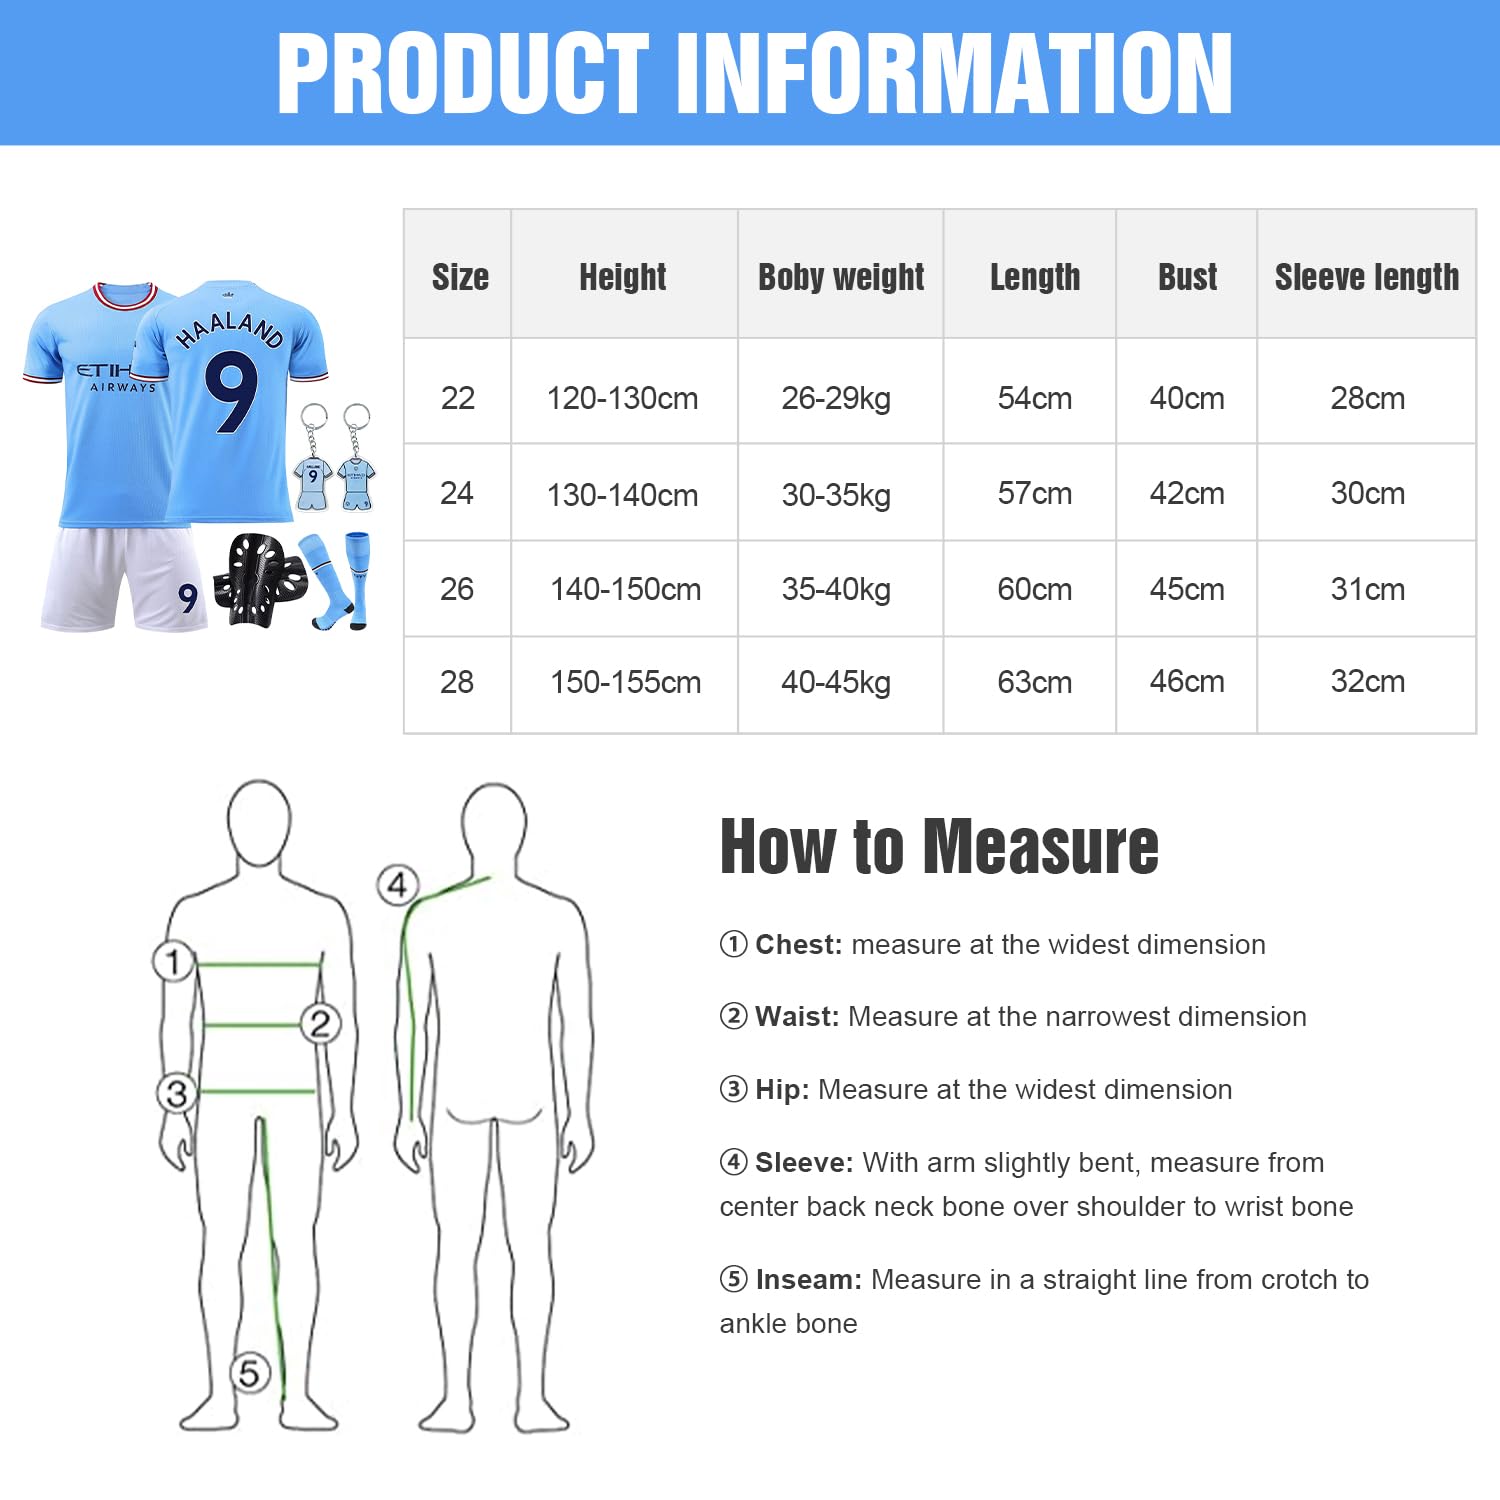 PRODUCT INFORMATION
Size Height Boby weight Length Bust Sleeve length
22 120-130cm 26-29kg 54cm 40cm 28cm
24 130-140cm 30-35kg 57cm 42cm 30cm
26 140-150cm 35-40kg 60cm 45cm 31cm
28 150-155cm 40-45kg 63cm 46cm 32cm
ETIH
AIRWAYS
HAALAND
9
9
9
How to Measure
① Chest: measure at the widest dimension
② Waist: Measure at the narrowest dimension
③ Hip: Measure at the widest dimension
④ Sleeve: With arm slightly bent, measure from
center back neck bone over shoulder to wrist bone
⑤ Inseam: Measure in a straight line from crotch to
ankle bone
①
②
③
④
⑤